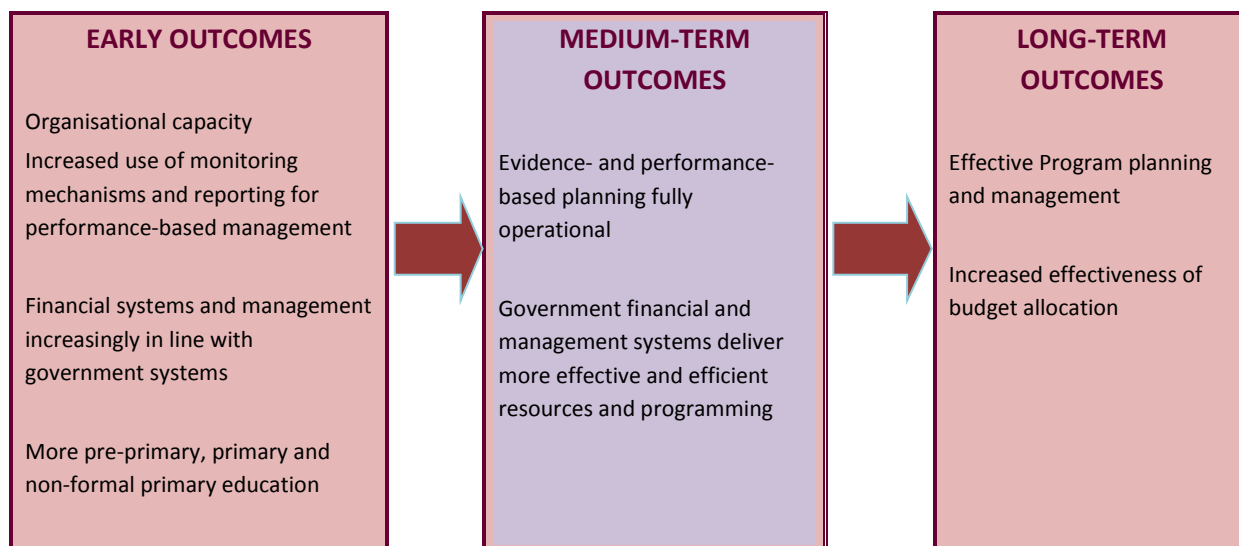 EARLY OUTCOMES
Organisational capacity
Increased use of monitoring
mechanisms and reporting for
performance-based management
Financial systems and management
increasingly in line with
government systems
More pre-primary, primary and
non-formal primary education
MEDIUM-TERM
OUTCOMES
Evidence- and performance-
based planning fully
operational
Government financial and
management systems deliver
more effective and efficient
resources and programming
LONG-TERM
OUTCOMES
Effective Program planning
and management
Increased effectiveness of
budget allocation